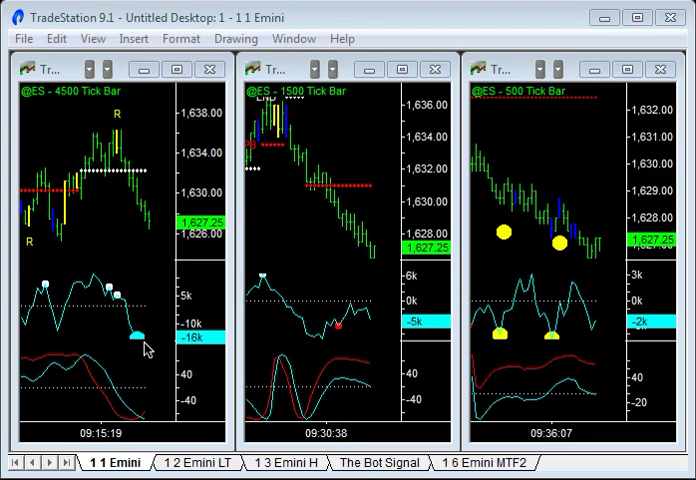 TradeStation 9.1 - Untitled Desktop: 1 - 1 1 Emini
File Edit View Insert Format Drawing Window Help
Tr...
@ES - 4500 Tick Bar
R
R
1,638.00
1,634.00
1,630.00
1,627.25
1,626.00
5k
-10k
-16k
40
-40
09:15:19
Tr...
@ES - 1500 Tick Bar
1,636.00
1,634.00
1,632.00
1,630.00
1,628.00
1,627.25
6k
0k
-5k
40
-40
09:30:38
Tr...
@ES - 500 Tick Bar
1,632.00
1,631.00
1,630.00
1,629.00
1,628.00
1,627.25
3k
0k
-2k
40
-20
09:36:07
1 1 Emini
1 2 Emini LT
1 3 Emini H
The Bot Signal
1 6 Emini MTF2